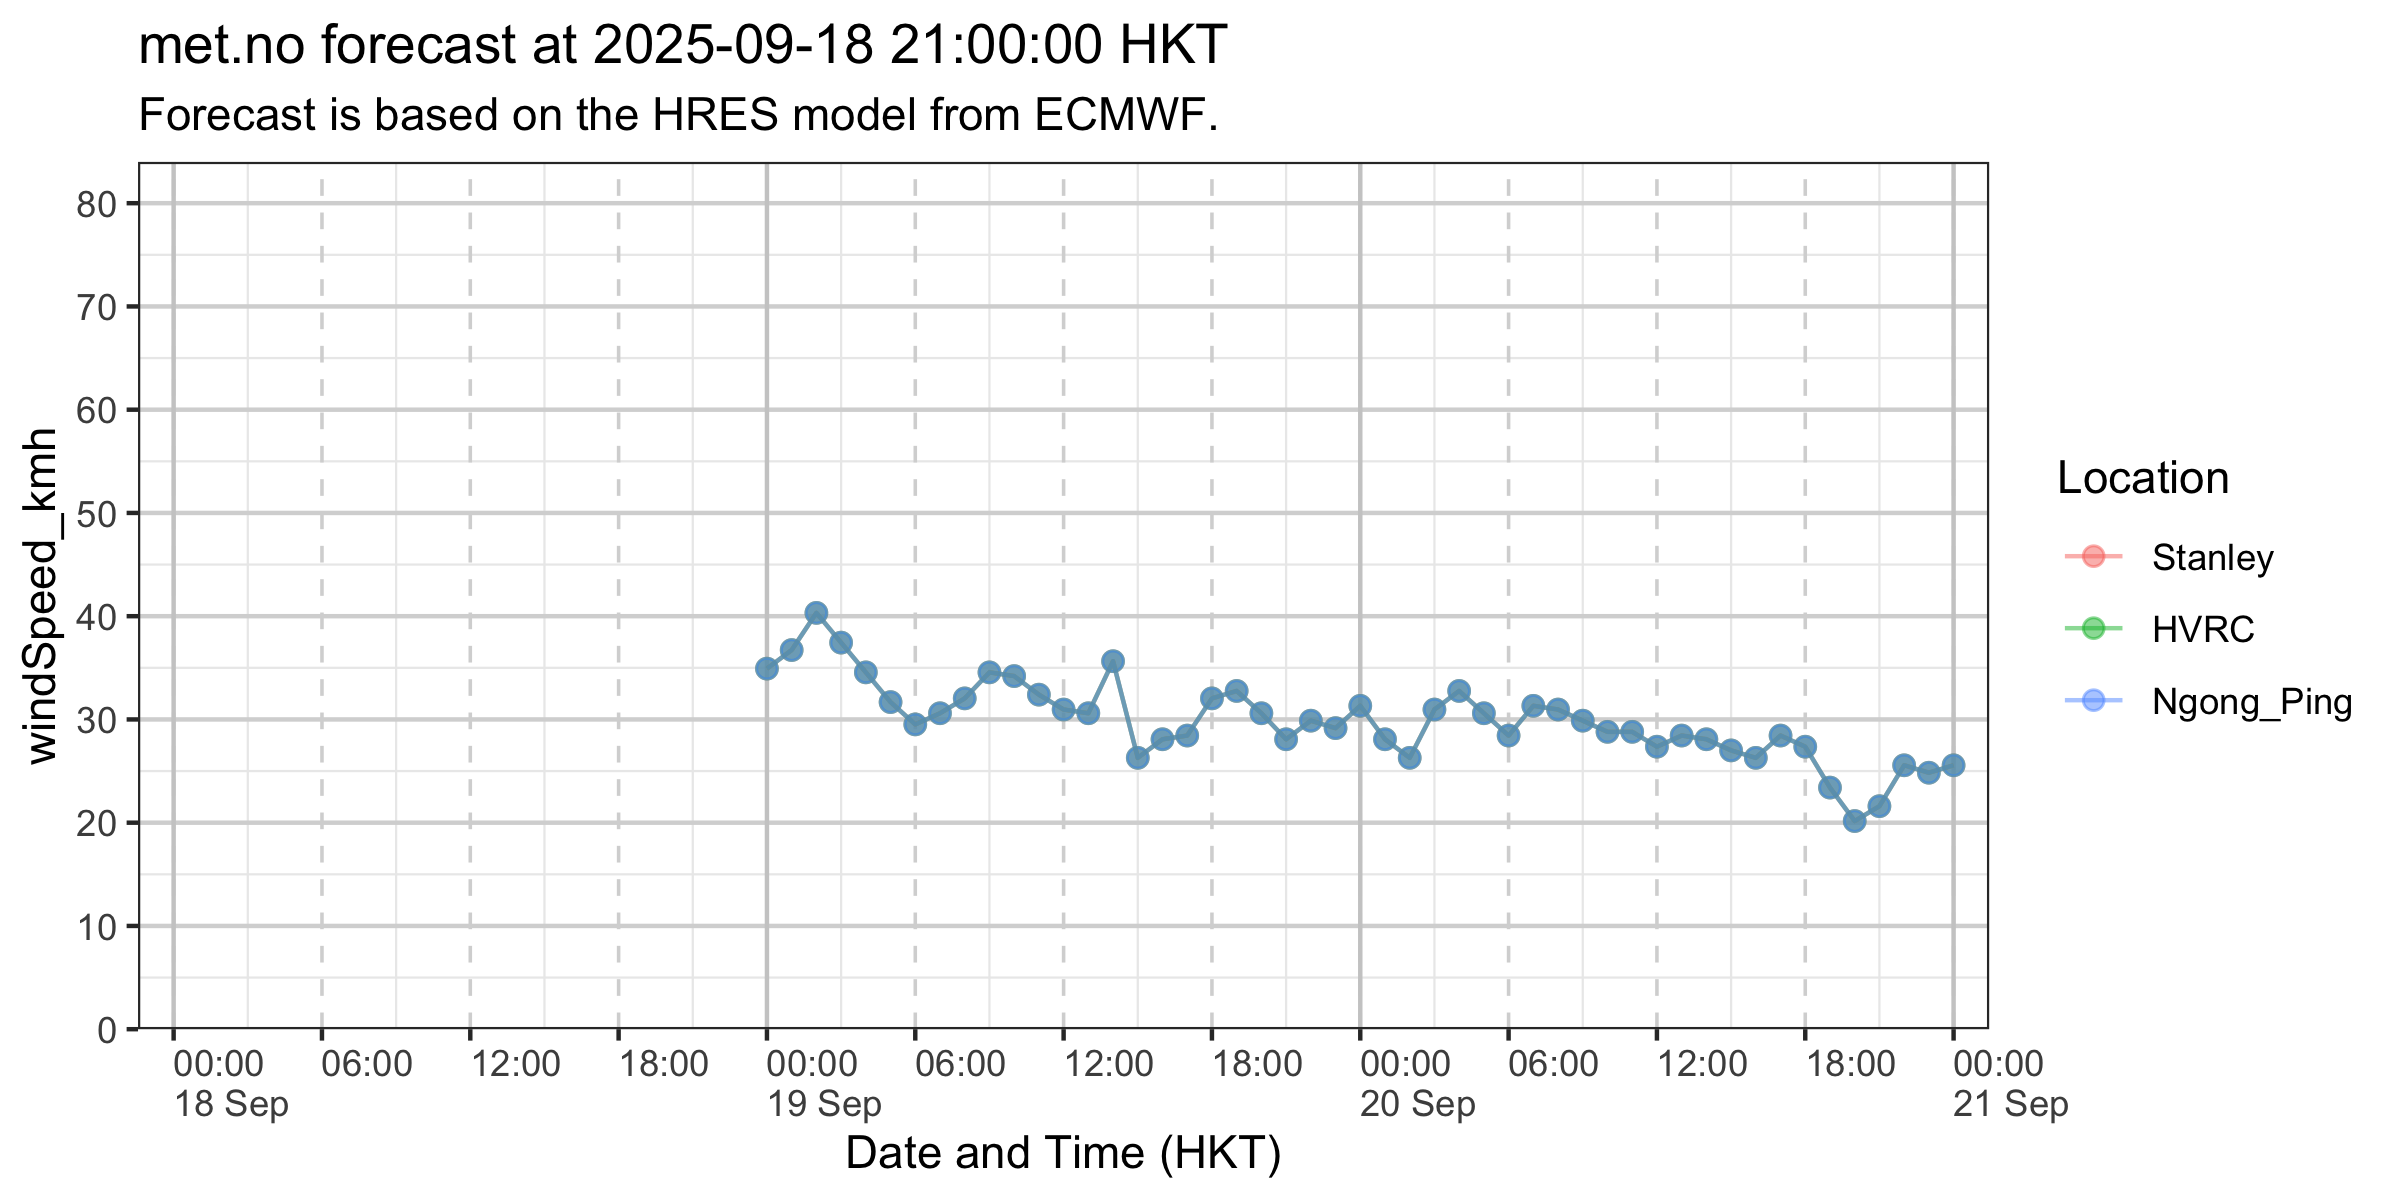 met.no forecast at 2025-09-18 21:00:00 HKT
Forecast is based on the HRES model from ECMWF.
windSpeed_kmh
80
70
60
50
40
30
20
10
0
00:00 06:00 12:00 18:00 00:00 06:00 12:00 18:00 00:00 06:00 12:00 18:00 00:00
18 Sep 19 Sep 20 Sep 21 Sep
Date and Time (HKT)
Location
Stanley
HVRC
Ngong_Ping